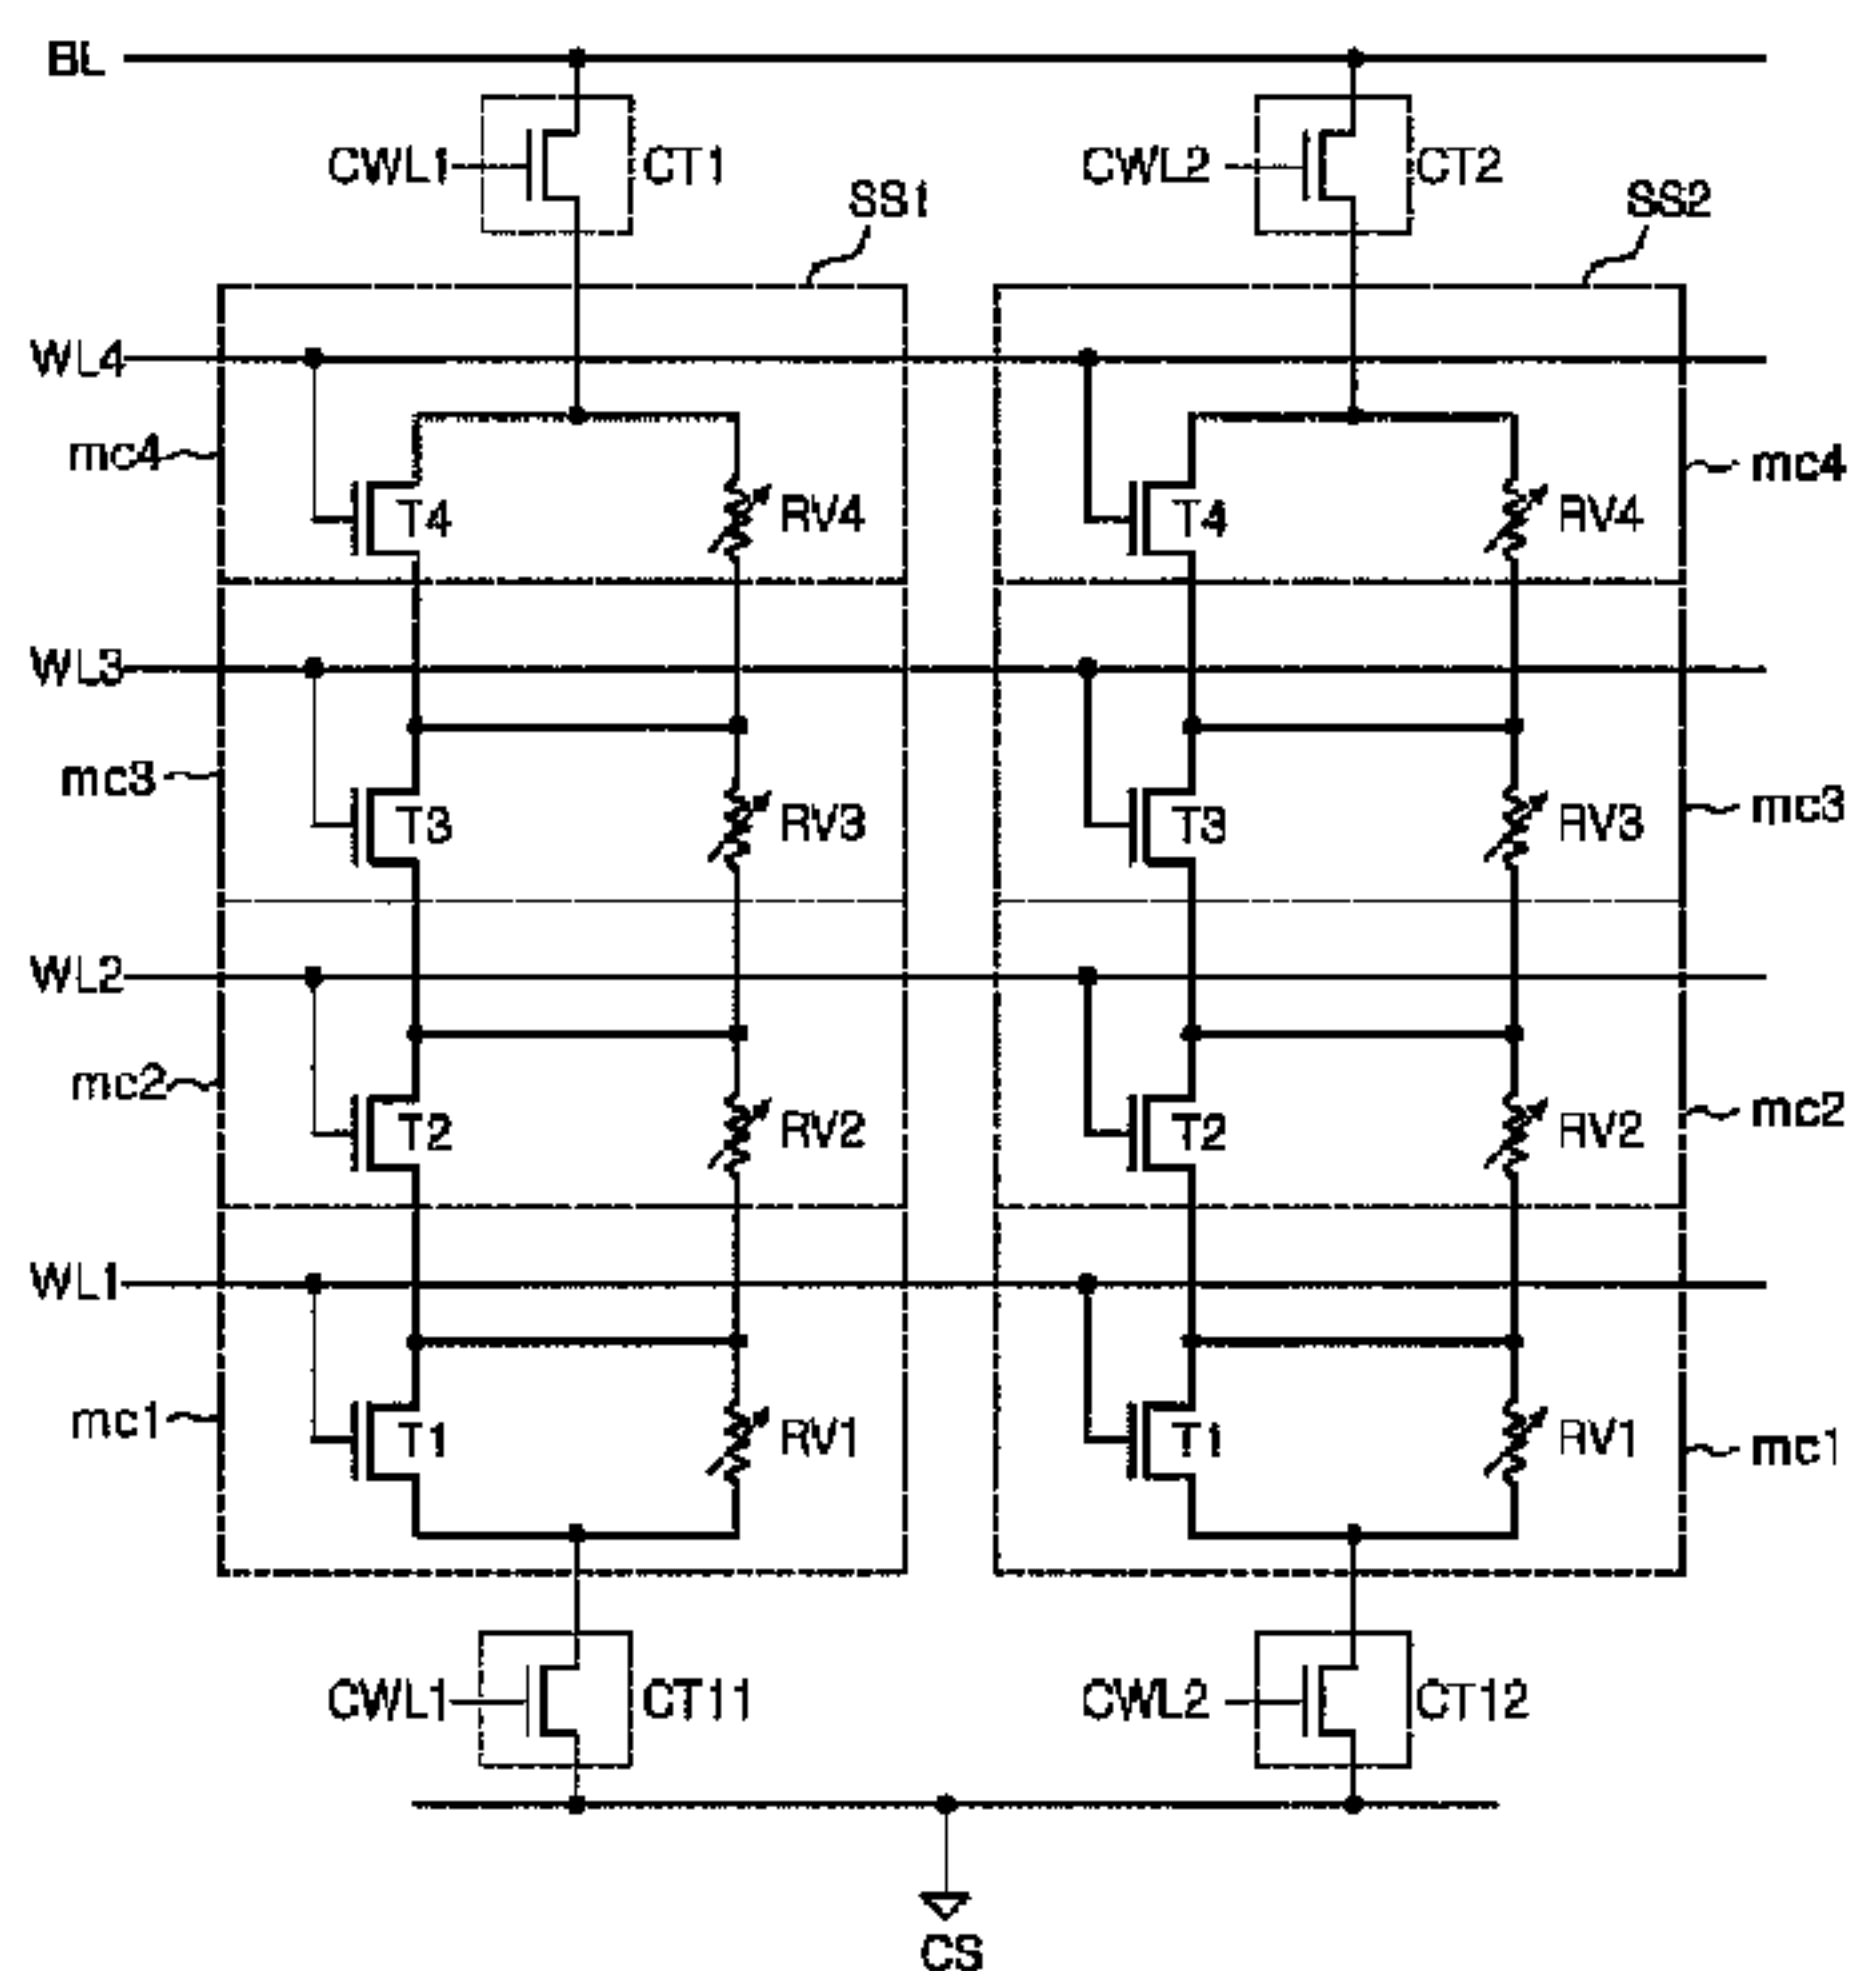 BL
CWL1 CT1 CWL2 CT2
SS1 SS2
WL4
mc4 mc4
T4 RV4 T4 RV4
WL3
mc3 mc3
T3 RV3 T3 RV3
WL2
mc2 mc2
T2 RV2 T2 RV2
WL1
mc1 mc1
T1 RV1 T1 RV1
CWL1 CT11 CWL2 CT12
CS